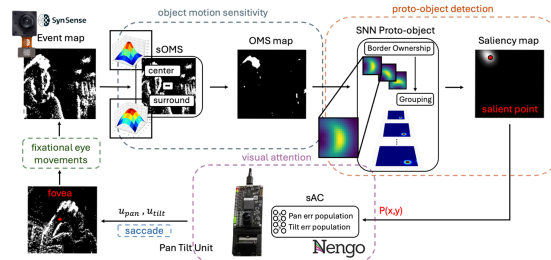 SynSense
Event map
object motion sensitivity
sOMS
center
surround
OMS map
proto-object detection
SNN Proto-object
Border Ownership
Grouping
Saliency map
salient point
fixational eye
movements
fovea
visual attention
u_pan , u_tilt
saccade
Pan Tilt Unit
sAC
Pan err population
Tilt err population
Nengo
P(x,y)